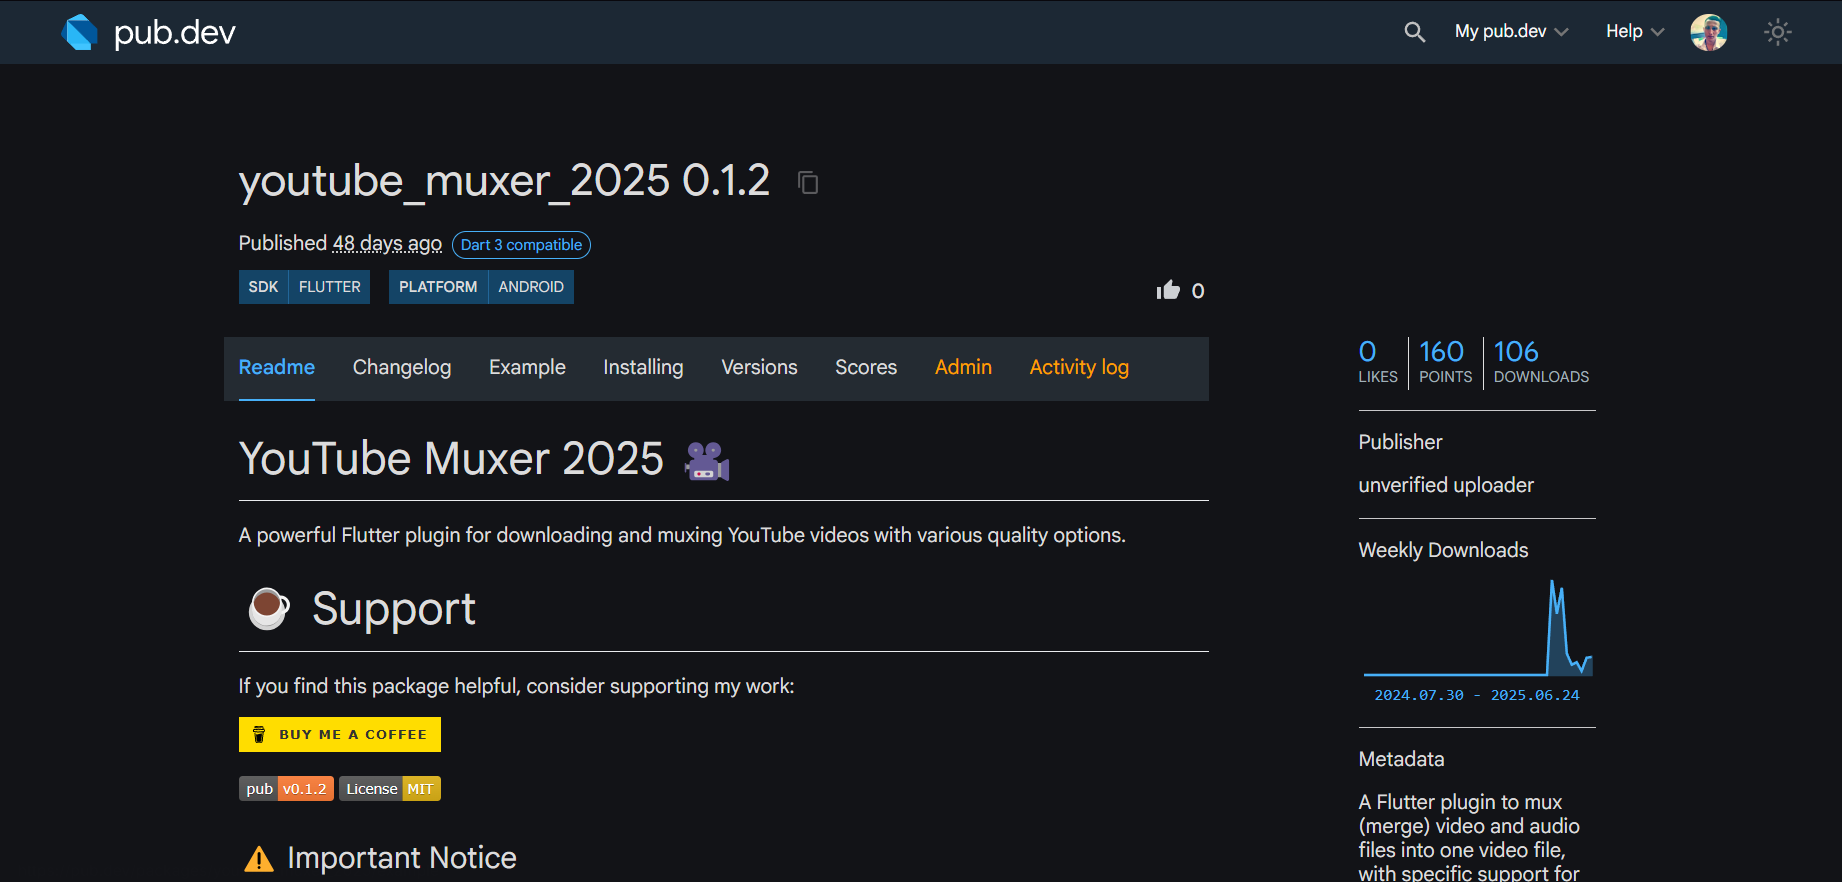 pub.dev
My pub.dev
Help
youtube_muxer_2025 0.1.2
Published 48 days ago Dart 3 compatible
SDK FLUTTER PLATFORM ANDROID
0
Readme Changelog Example Installing Versions Scores Admin Activity log
YouTube Muxer 2025
A powerful Flutter plugin for downloading and muxing YouTube videos with various quality options.
Support
If you find this package helpful, consider supporting my work:
BUY ME A COFFEE
pub v0.1.2 License MIT
Important Notice
0 160 106
LIKES POINTS DOWNLOADS
Publisher
unverified uploader
Weekly Downloads
2024.07.30 - 2025.06.24
Metadata
A Flutter plugin to mux
(merge) video and audio
files into one video file,
with specific support for